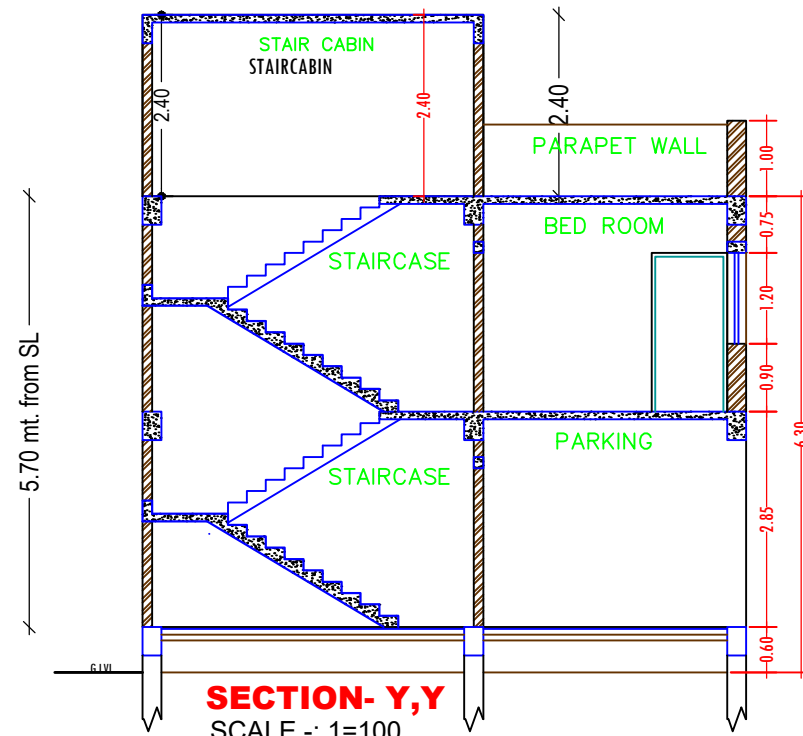 STAIR CABIN
STAIRCABIN
2.40
2.40
2.40
PARAPET WALL
1.00
BED ROOM
0.75
STAIRCASE
1.20
0.90
5.70 mt. from SL
6.30
PARKING
STAIRCASE
2.85
0.60
G.LVL
SECTION- Y,Y
SCALE -: 1=100